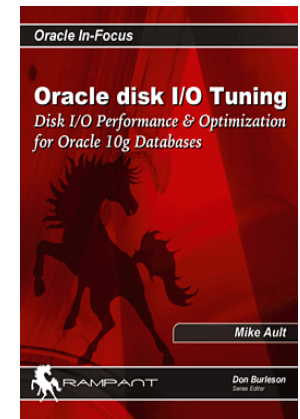 Oracle In-Focus
Oracle disk I/O Tuning
Disk I/O Performance & Optimization
for Oracle 10g Databases
Mike Ault
RAMPANT
Don Burleson
Series Editor